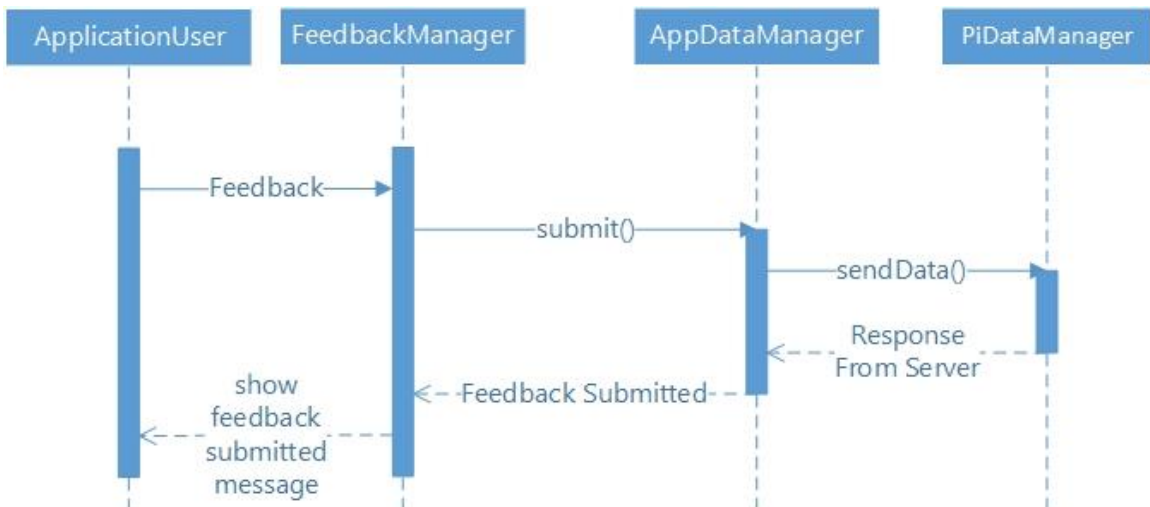 ApplicationUser
FeedbackManager
AppDataManager
PiDataManager
Feedback
submit()
sendData()
Response
From Server
Feedback Submitted
show
feedback
submitted
message